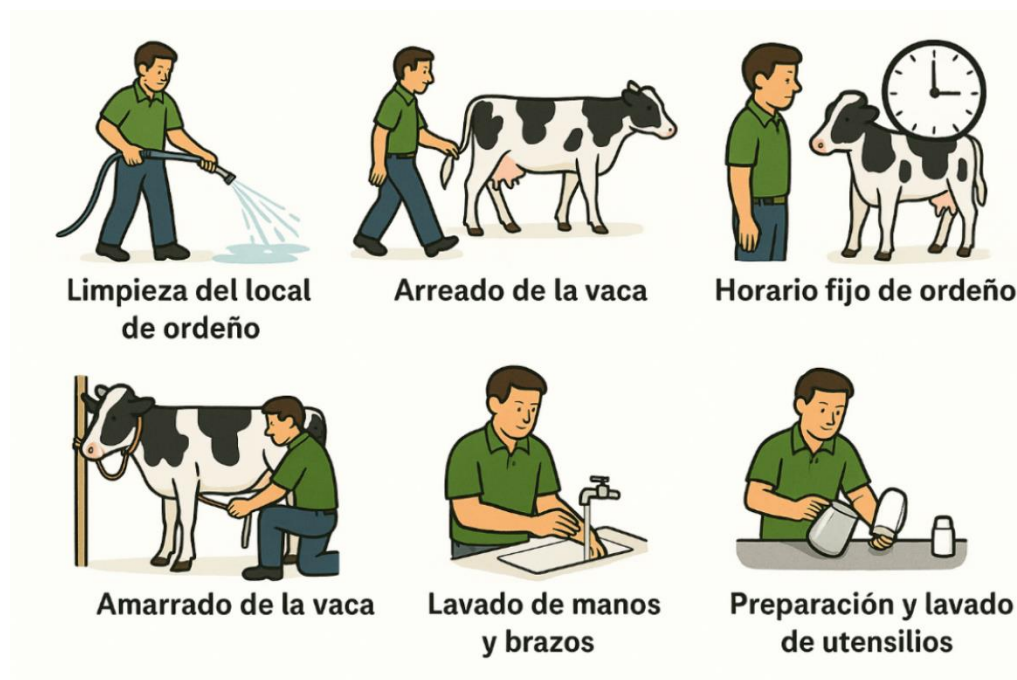 Limpieza del local
de ordeño
Arreado de la vaca
Horario fijo de ordeño
Amarrado de la vaca
Lavado de manos
y brazos
Preparación y lavado
de utensilios